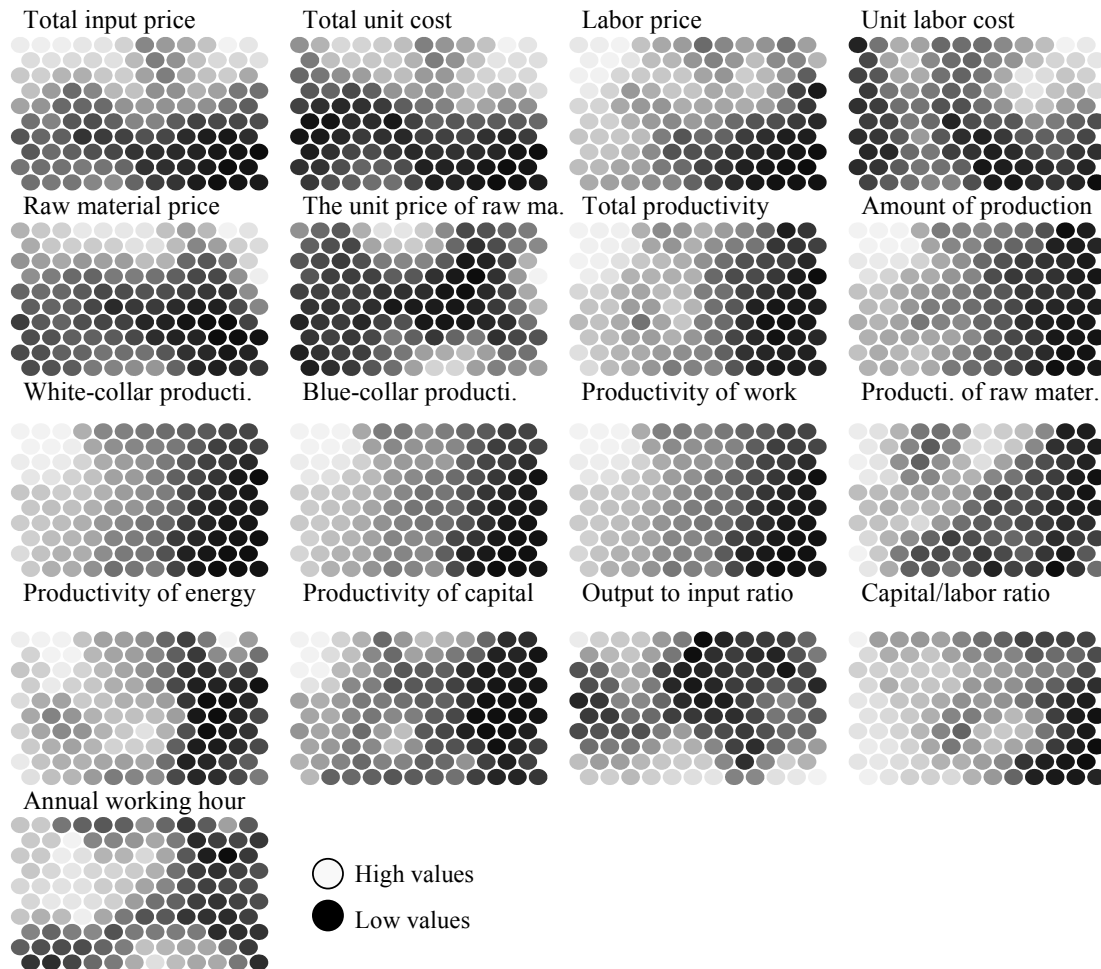 Total input price
Total unit cost
Labor price
Unit labor cost
Raw material price
The unit price of raw ma.
Total productivity
Amount of production
White-collar producti.
Blue-collar producti.
Productivity of work
Producti. of raw mater.
Productivity of energy
Productivity of capital
Output to input ratio
Capital/labor ratio
Annual working hour
High values
Low values